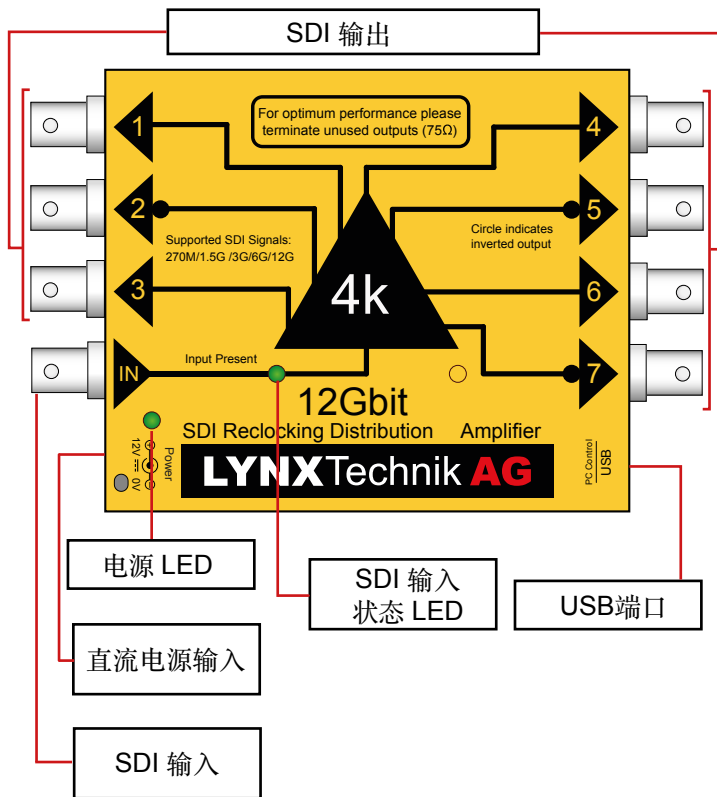 SDI 输出
For optimum performance please
terminate unused outputs (75Ω)
1
4
2
5
Supported SDI Signals:
270M/1.5G /3G/6G/12G
Circle indicates
inverted output
3
4k
6
IN
Input Present
7
12Gbit
SDI Reclocking Distribution Amplifier
LYNXTechnik AG
Power
12V 0V
PC Control
USB
电源 LED
SDI 输入
状态 LED
USB端口
直流电源输入
SDI 输入